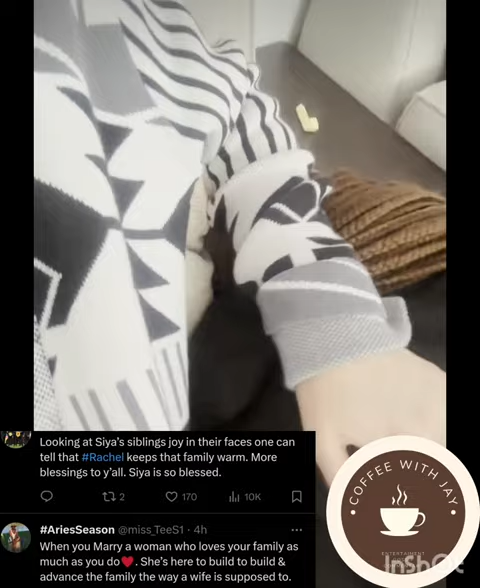 Looking at Siya's siblings joy in their faces one can
tell that #Rachel keeps that family warm. More
blessings to y'all. Siya is so blessed.
2 170 10K
#AriesSeason @miss_TeeS1 · 4h
When you Marry a woman who loves your family as
much as you do❤️. She's here to build to build &
advance the family the way a wife is supposed to.
• COFFEE WITH JAY •
ENTERTAINMENT
InShOt